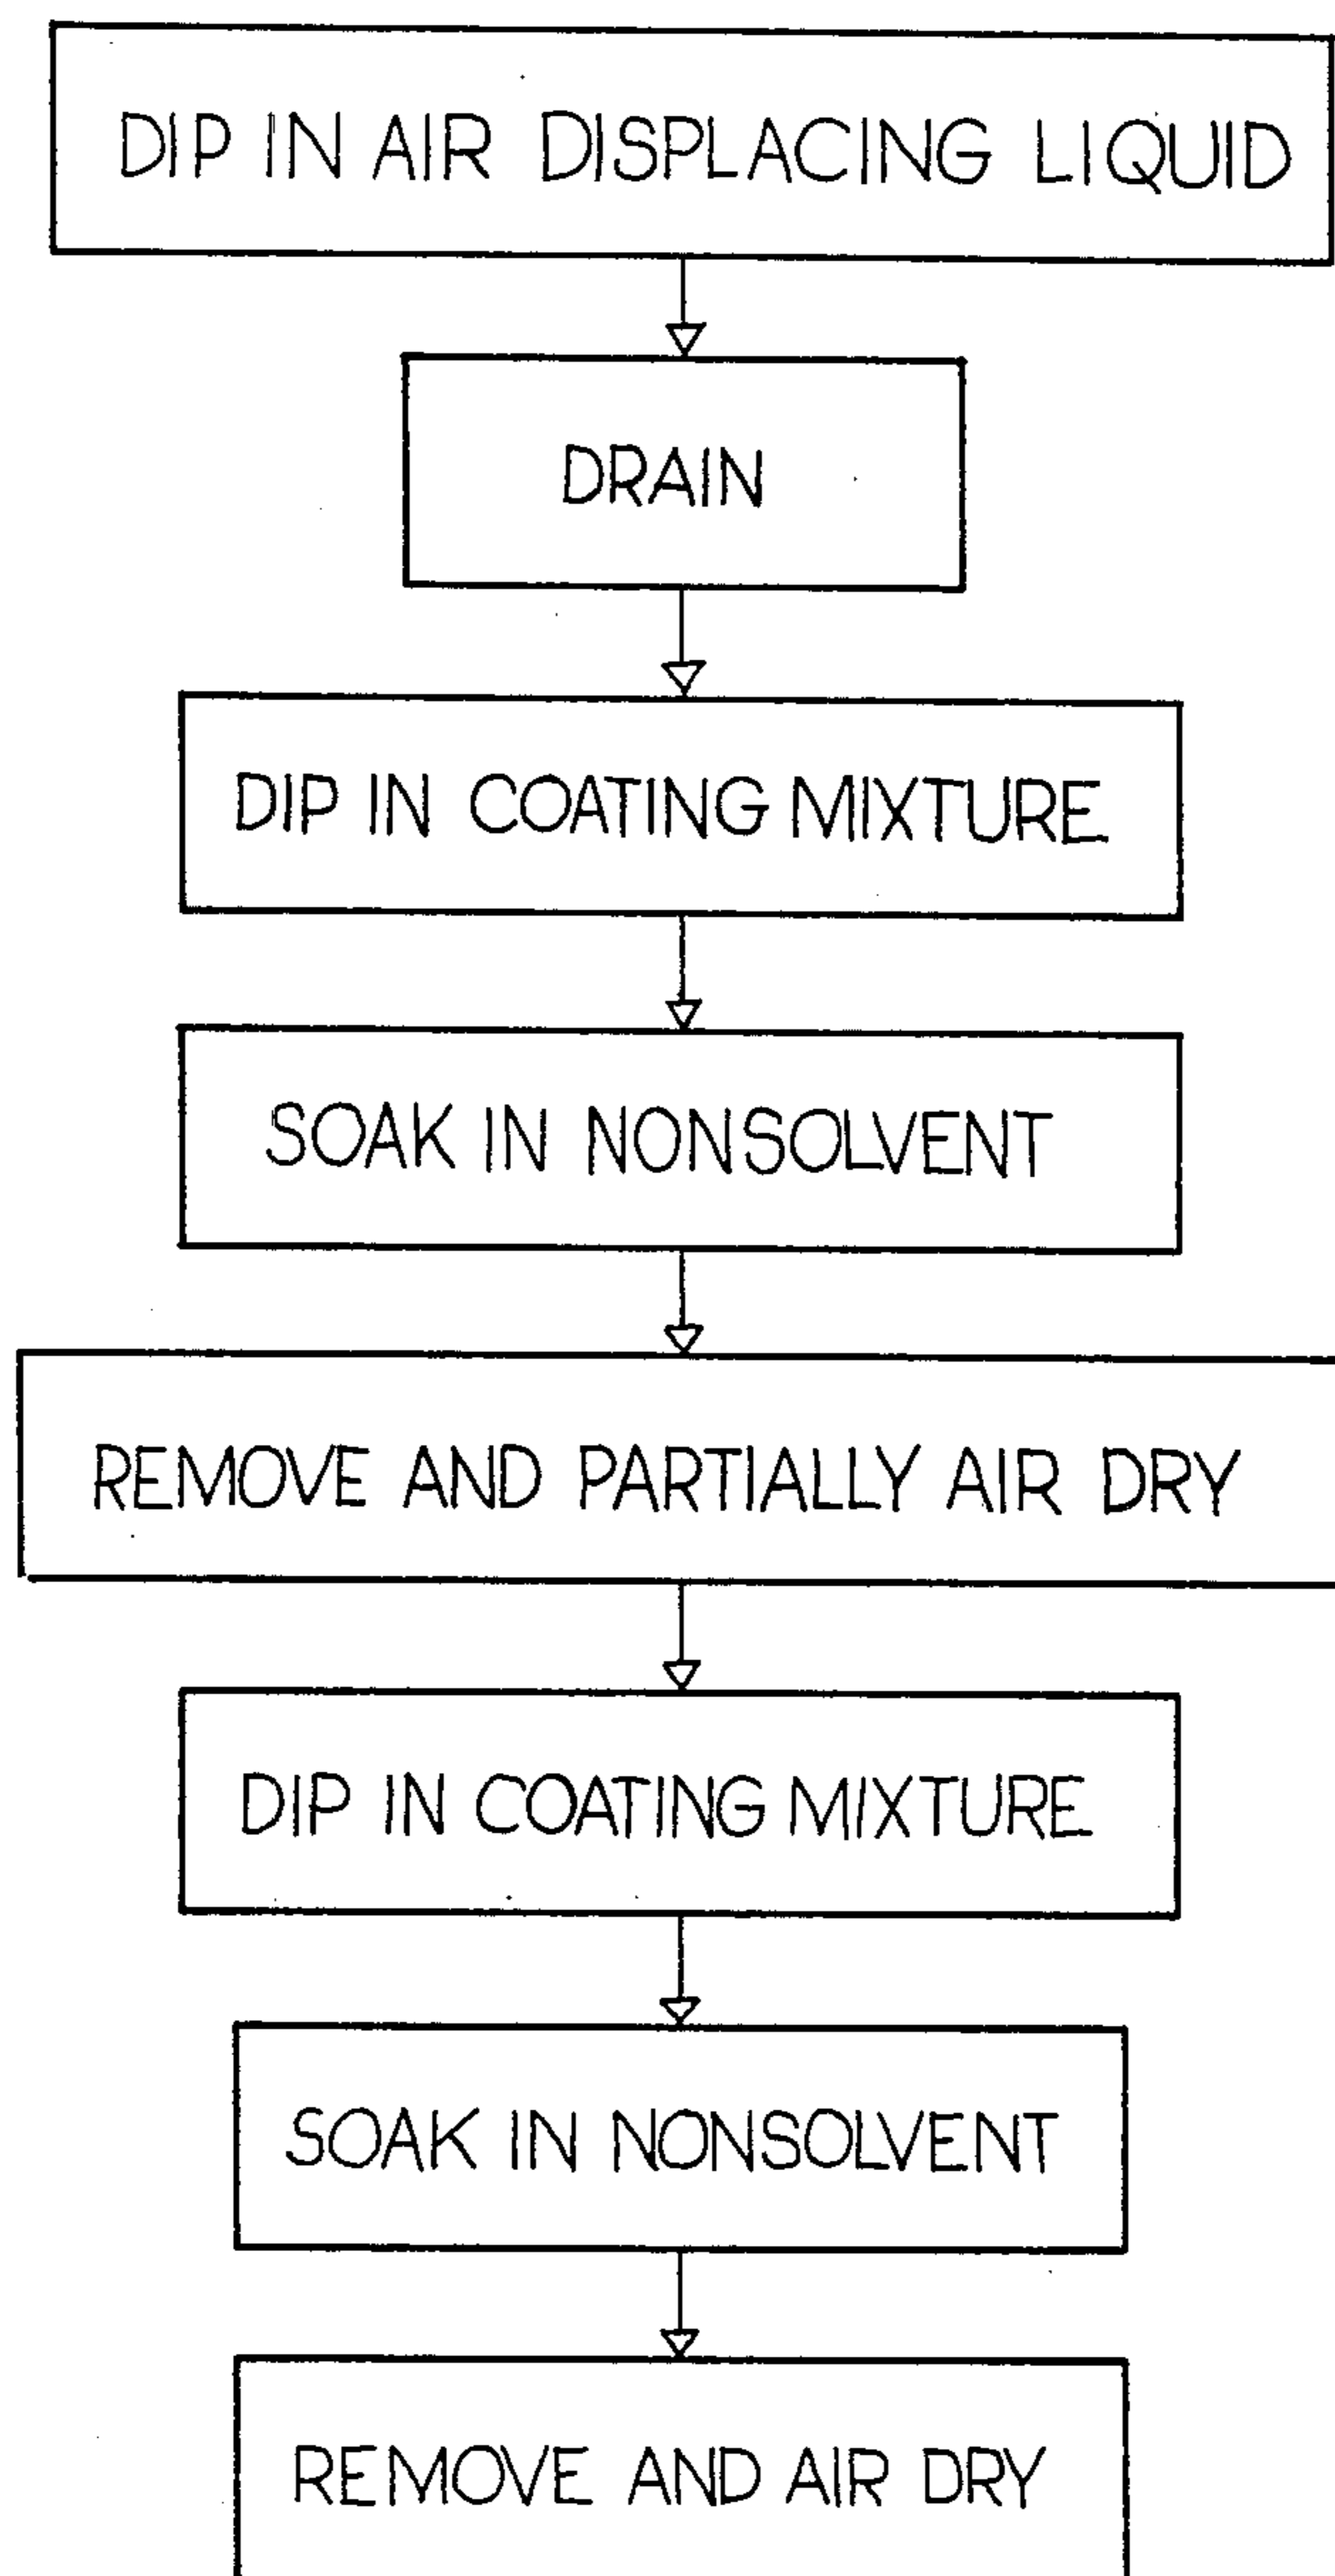 DIP IN AIR DISPLACING LIQUID
DRAIN
DIP IN COATING MIXTURE
SOAK IN NONSOLVENT
REMOVE AND PARTIALLY AIR DRY
DIP IN COATING MIXTURE
SOAK IN NONSOLVENT
REMOVE AND AIR DRY